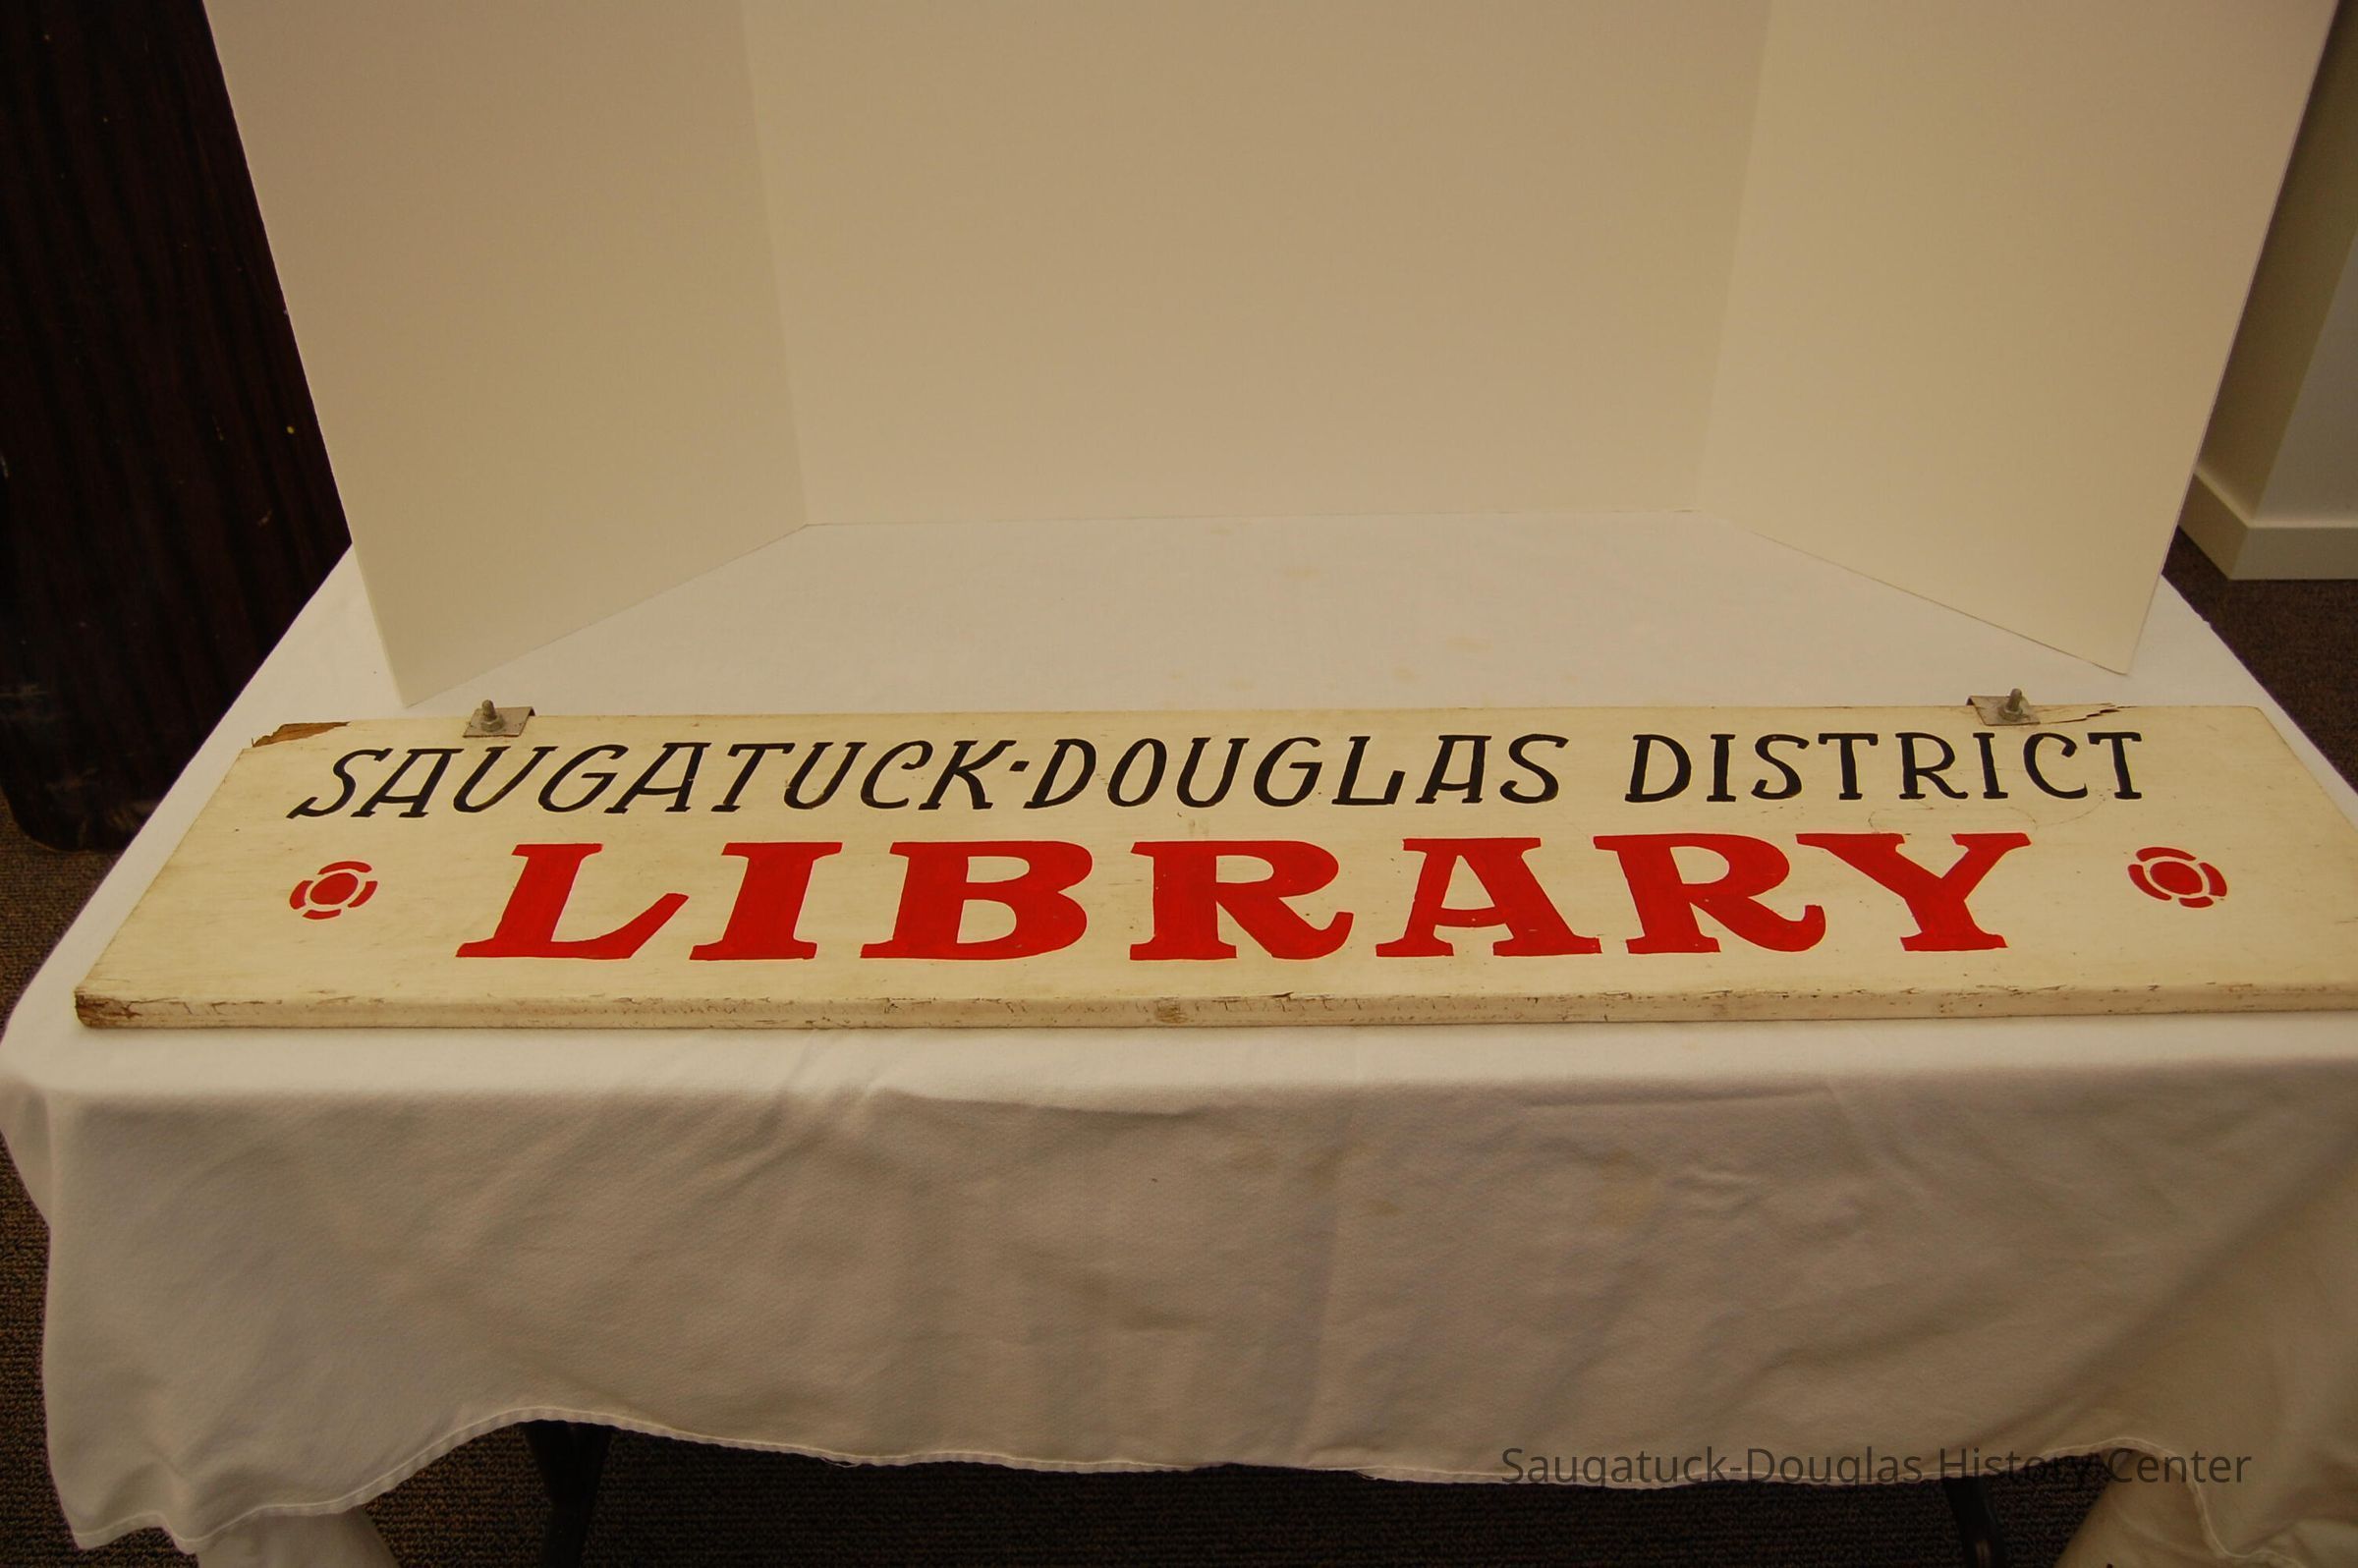 SAUGATUCK·DOUGLAS DISTRICT
LIBRARY
Saugatuck-Douglas History Center